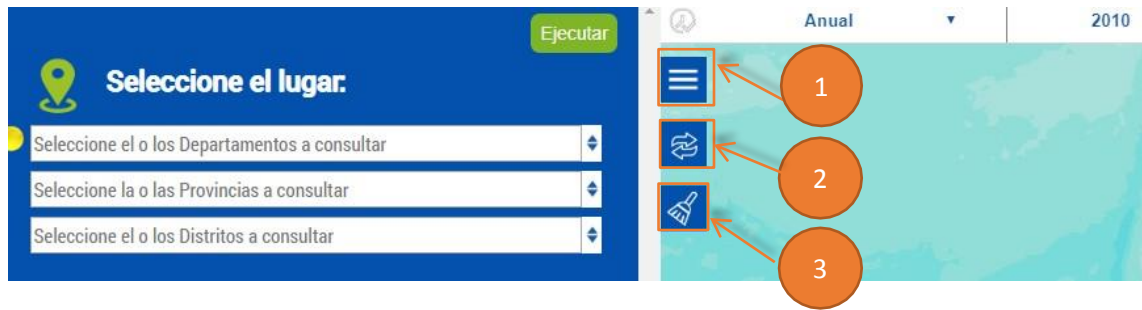 Ejecutar
Seleccione el lugar:
Seleccione el o los Departamentos a consultar
Seleccione la o las Provincias a consultar
Seleccione el o los Distritos a consultar
Anual
2010
1
2
3